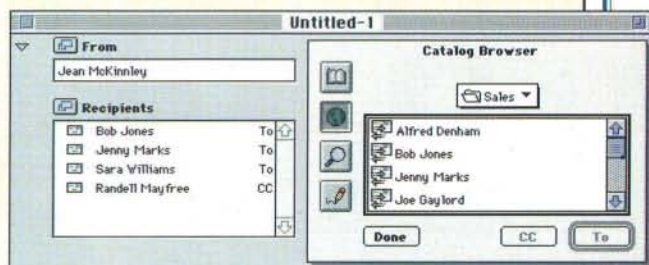 Untitled-1
From
Jean McKinnley
Recipients
Bob Jones To
Jenny Marks To
Sara Williams To
Randell Mayfree CC
Catalog Browser
Sales
Alfred Denham
Bob Jones
Jenny Marks
Joe Gaylord
Done CC To